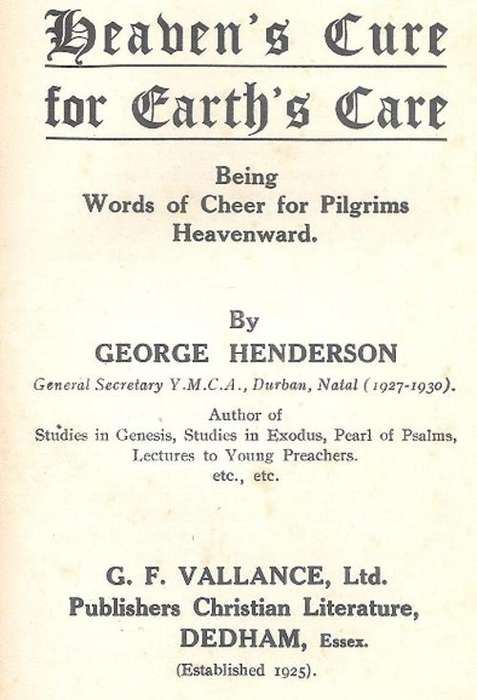 Heaven's Cure
for Earth's Care
Being
Words of Cheer for Pilgrims
Heavenward.
By
GEORGE HENDERSON
General Secretary Y.M.C.A., Durban, Natal (1927-1930).
Author of
Studies in Genesis, Studies in Exodus, Pearl of Psalms,
Lectures to Young Preachers.
etc., etc.
G. F. VALLANCE, Ltd.
Publishers Christian Literature,
DEDHAM, Essex.
(Established 1925).